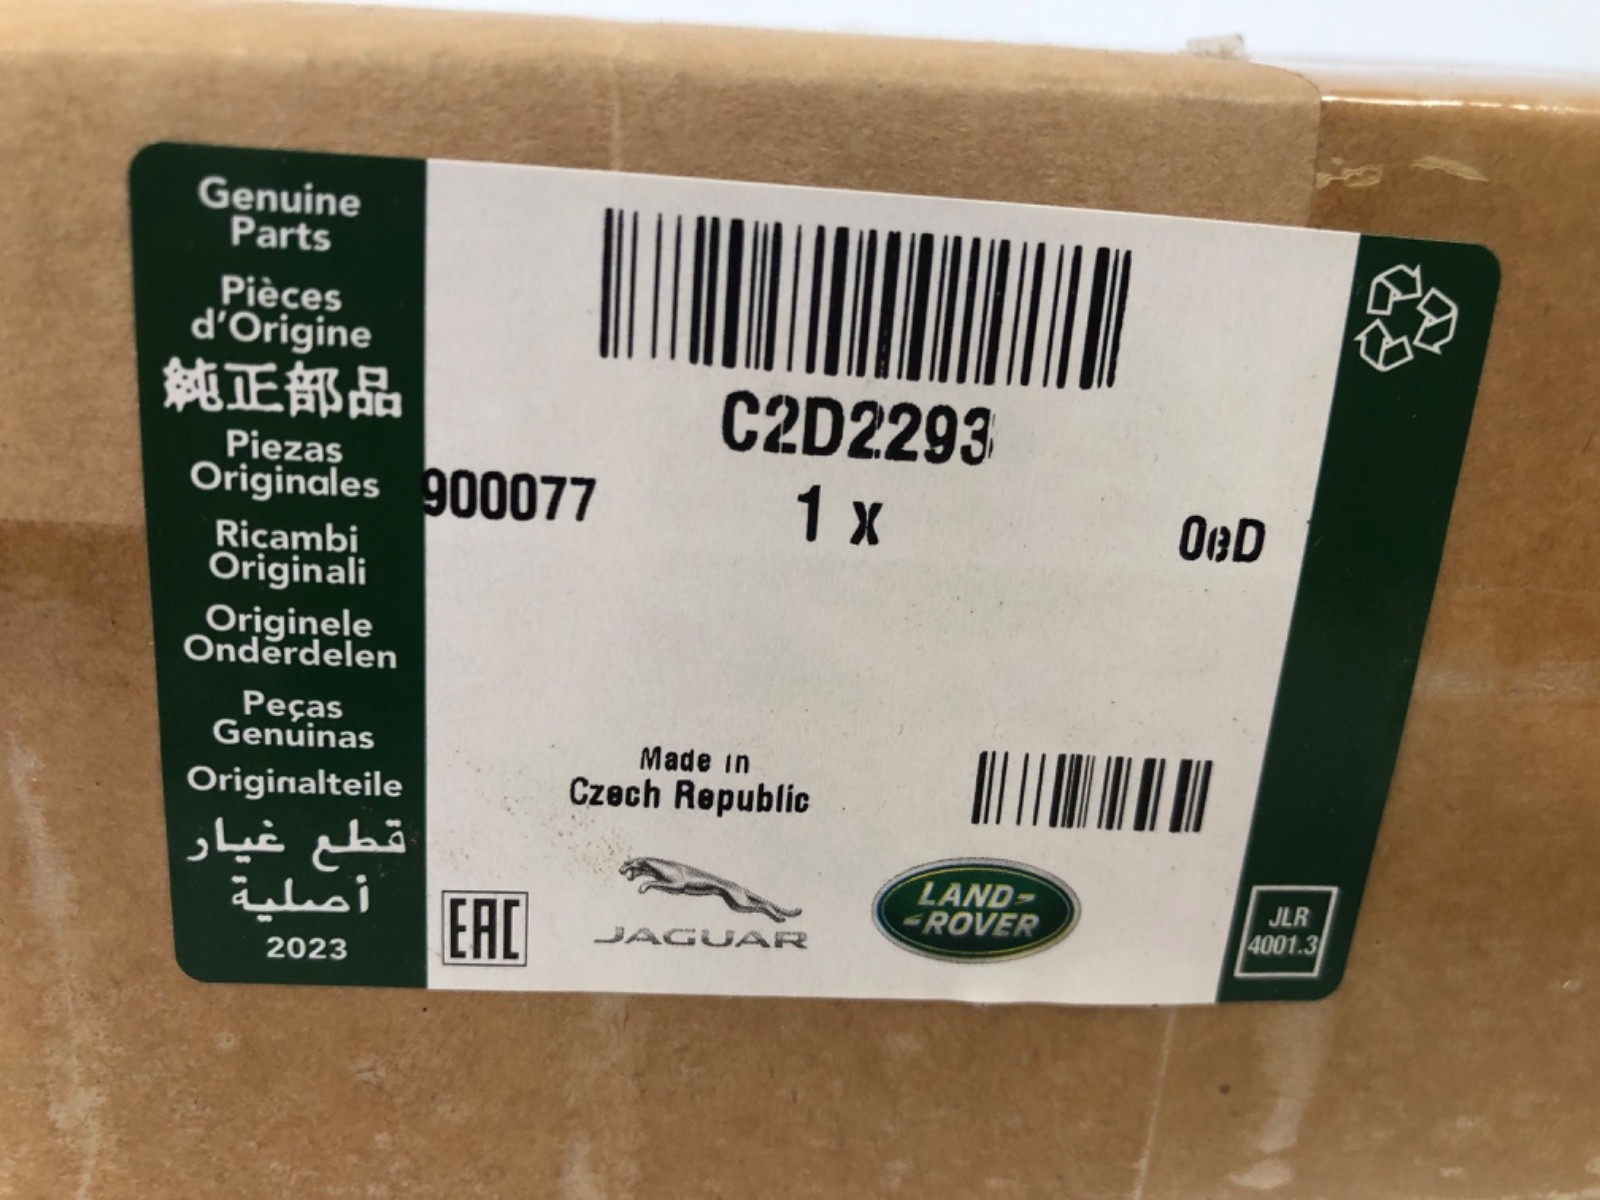 Genuine
Parts
Pièces
d'Origine
純正部品
Piezas
Originales
Ricambi
Originali
Originele
Onderdelen
Peças
Genuinas
Originalteile
قطع غيار
أصلية
2023
C2D2293
900077
1 x
OeD
Made in
Czech Republic
EAC
JAGUAR
LAND-
-ROVER
JLR
4001.3